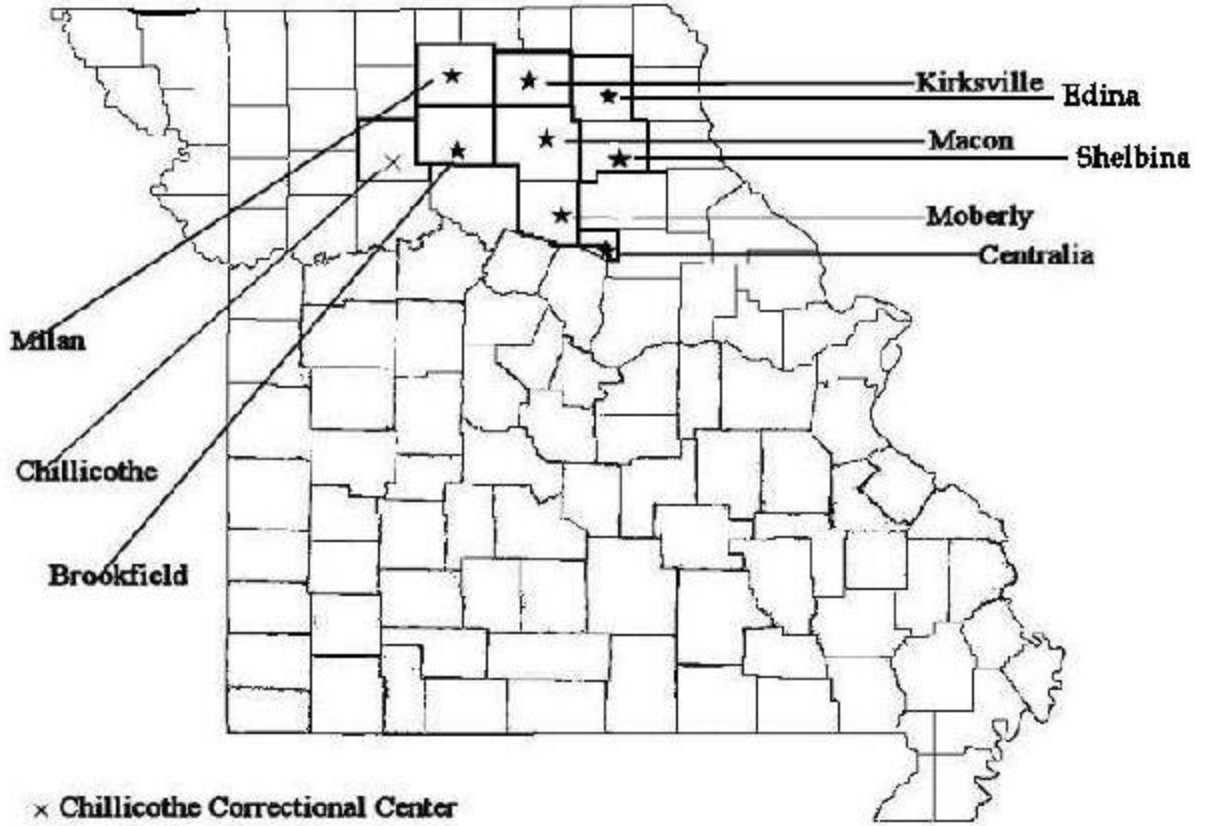 Kirksville
Edina
Macon
Shelbina
Moberly
Centralia
Milan
Chillicothe
Brookfield
× Chillicothe Correctional Center